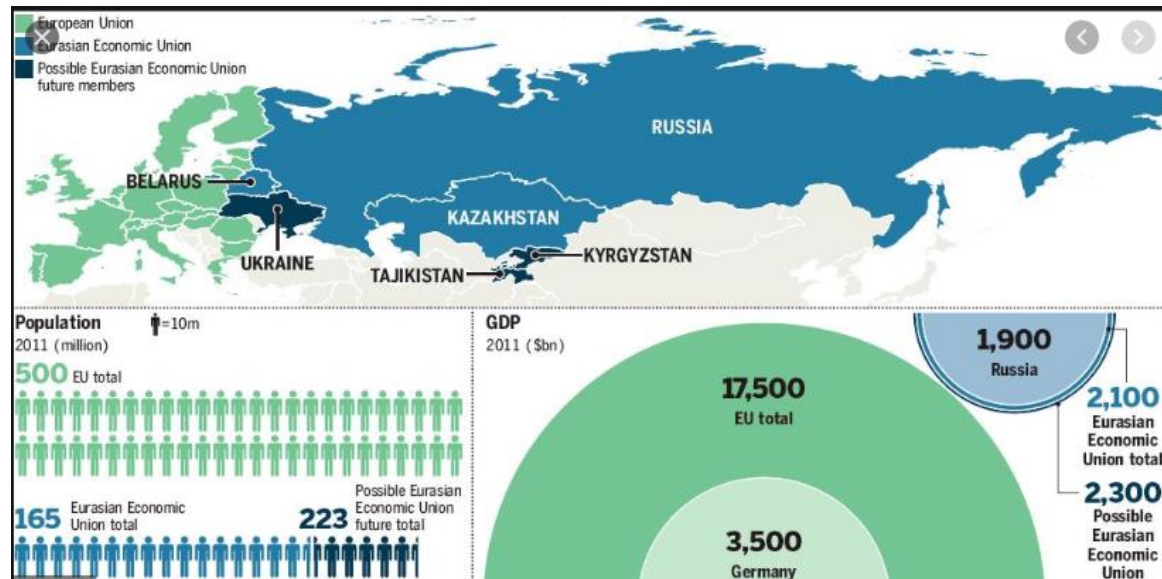 European Union
Eurasian Economic Union
Possible Eurasian Economic Union
future members
RUSSIA
BELARUS
KAZAKHSTAN
UKRAINE
KYRGYZSTAN
TAJIKISTAN
Population
=10m
2011 (million)
500 EU total
165 Eurasian Economic
Union total
223 Possible Eurasian
Economic Union
future total
GDP
2011 ($bn)
17,500
EU total
3,500
Germany
1,900
Russia
2,100
Eurasian
Economic
Union total
2,300
Possible
Eurasian
Economic
Union